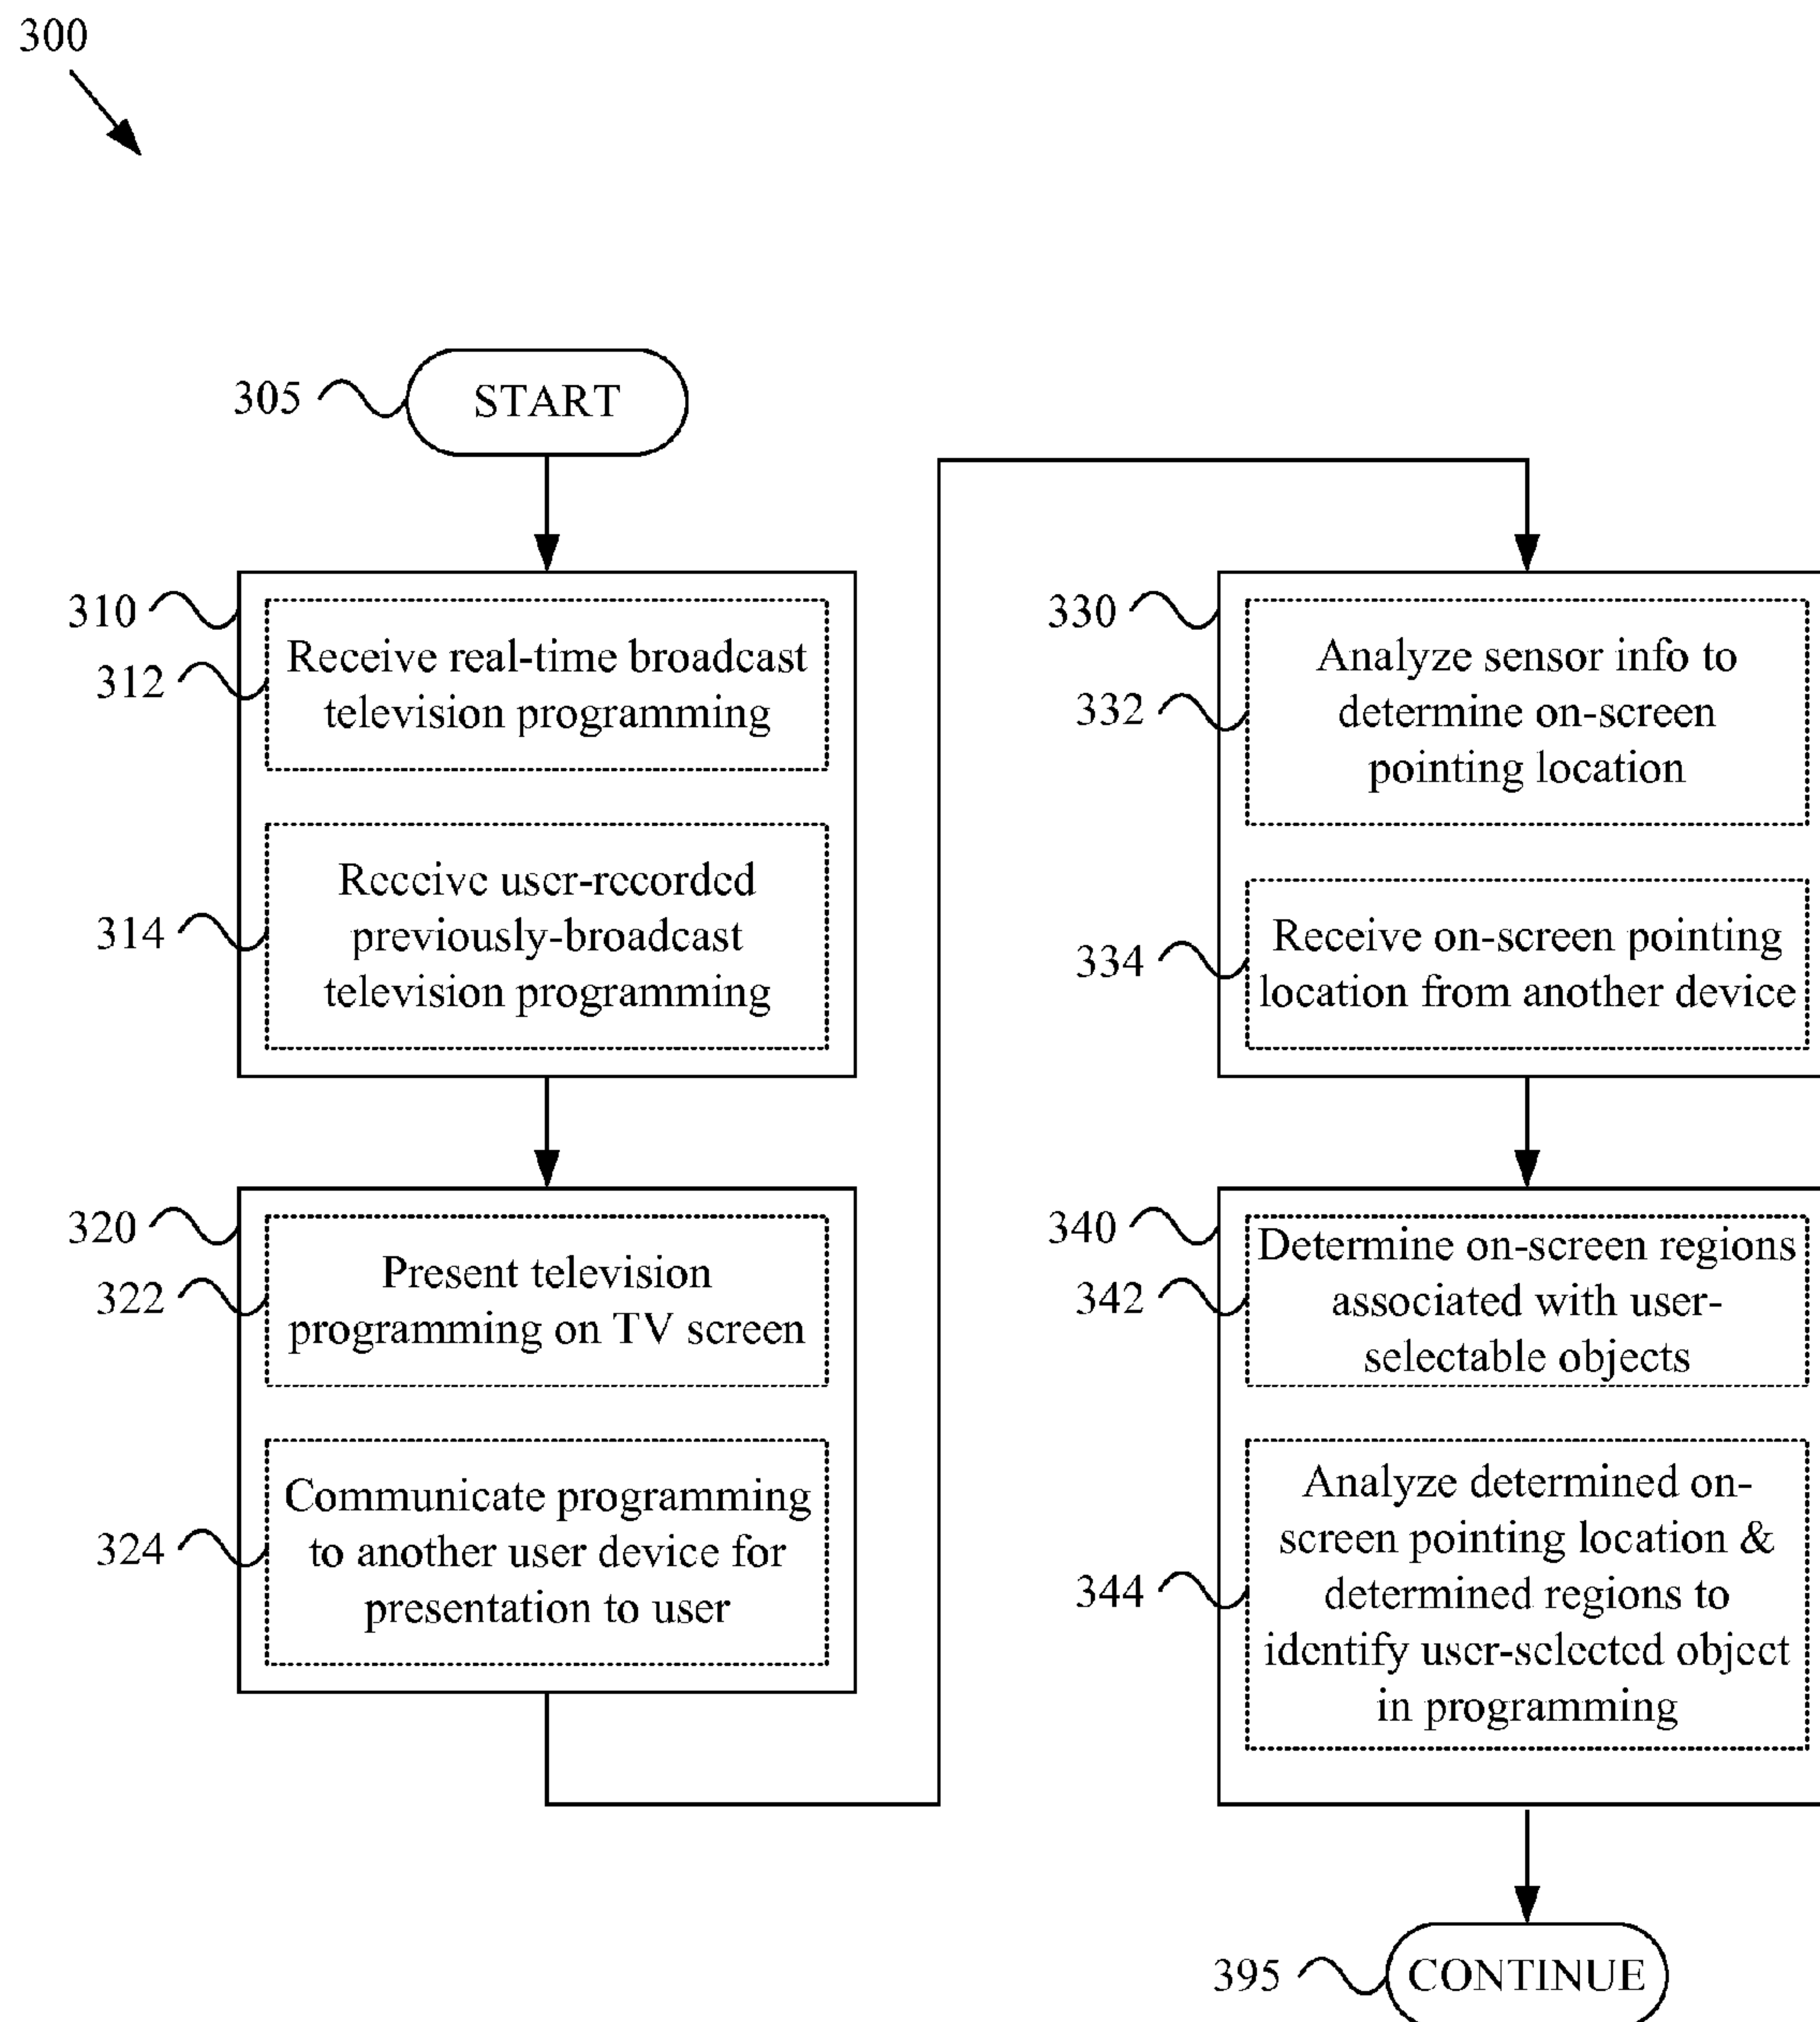 300
305
START
310
312
Receive real-time broadcast
television programming
314
Receive user-recorded
previously-broadcast
television programming
320
322
Present television
programming on TV screen
324
Communicate programming
to another user device for
presentation to user
330
332
Analyze sensor info to
determine on-screen
pointing location
334
Receive on-screen pointing
location from another device
340
342
Determine on-screen regions
associated with user-
selectable objects
344
Analyze determined on-
screen pointing location &
determined regions to
identify user-selected object
in programming
395
CONTINUE